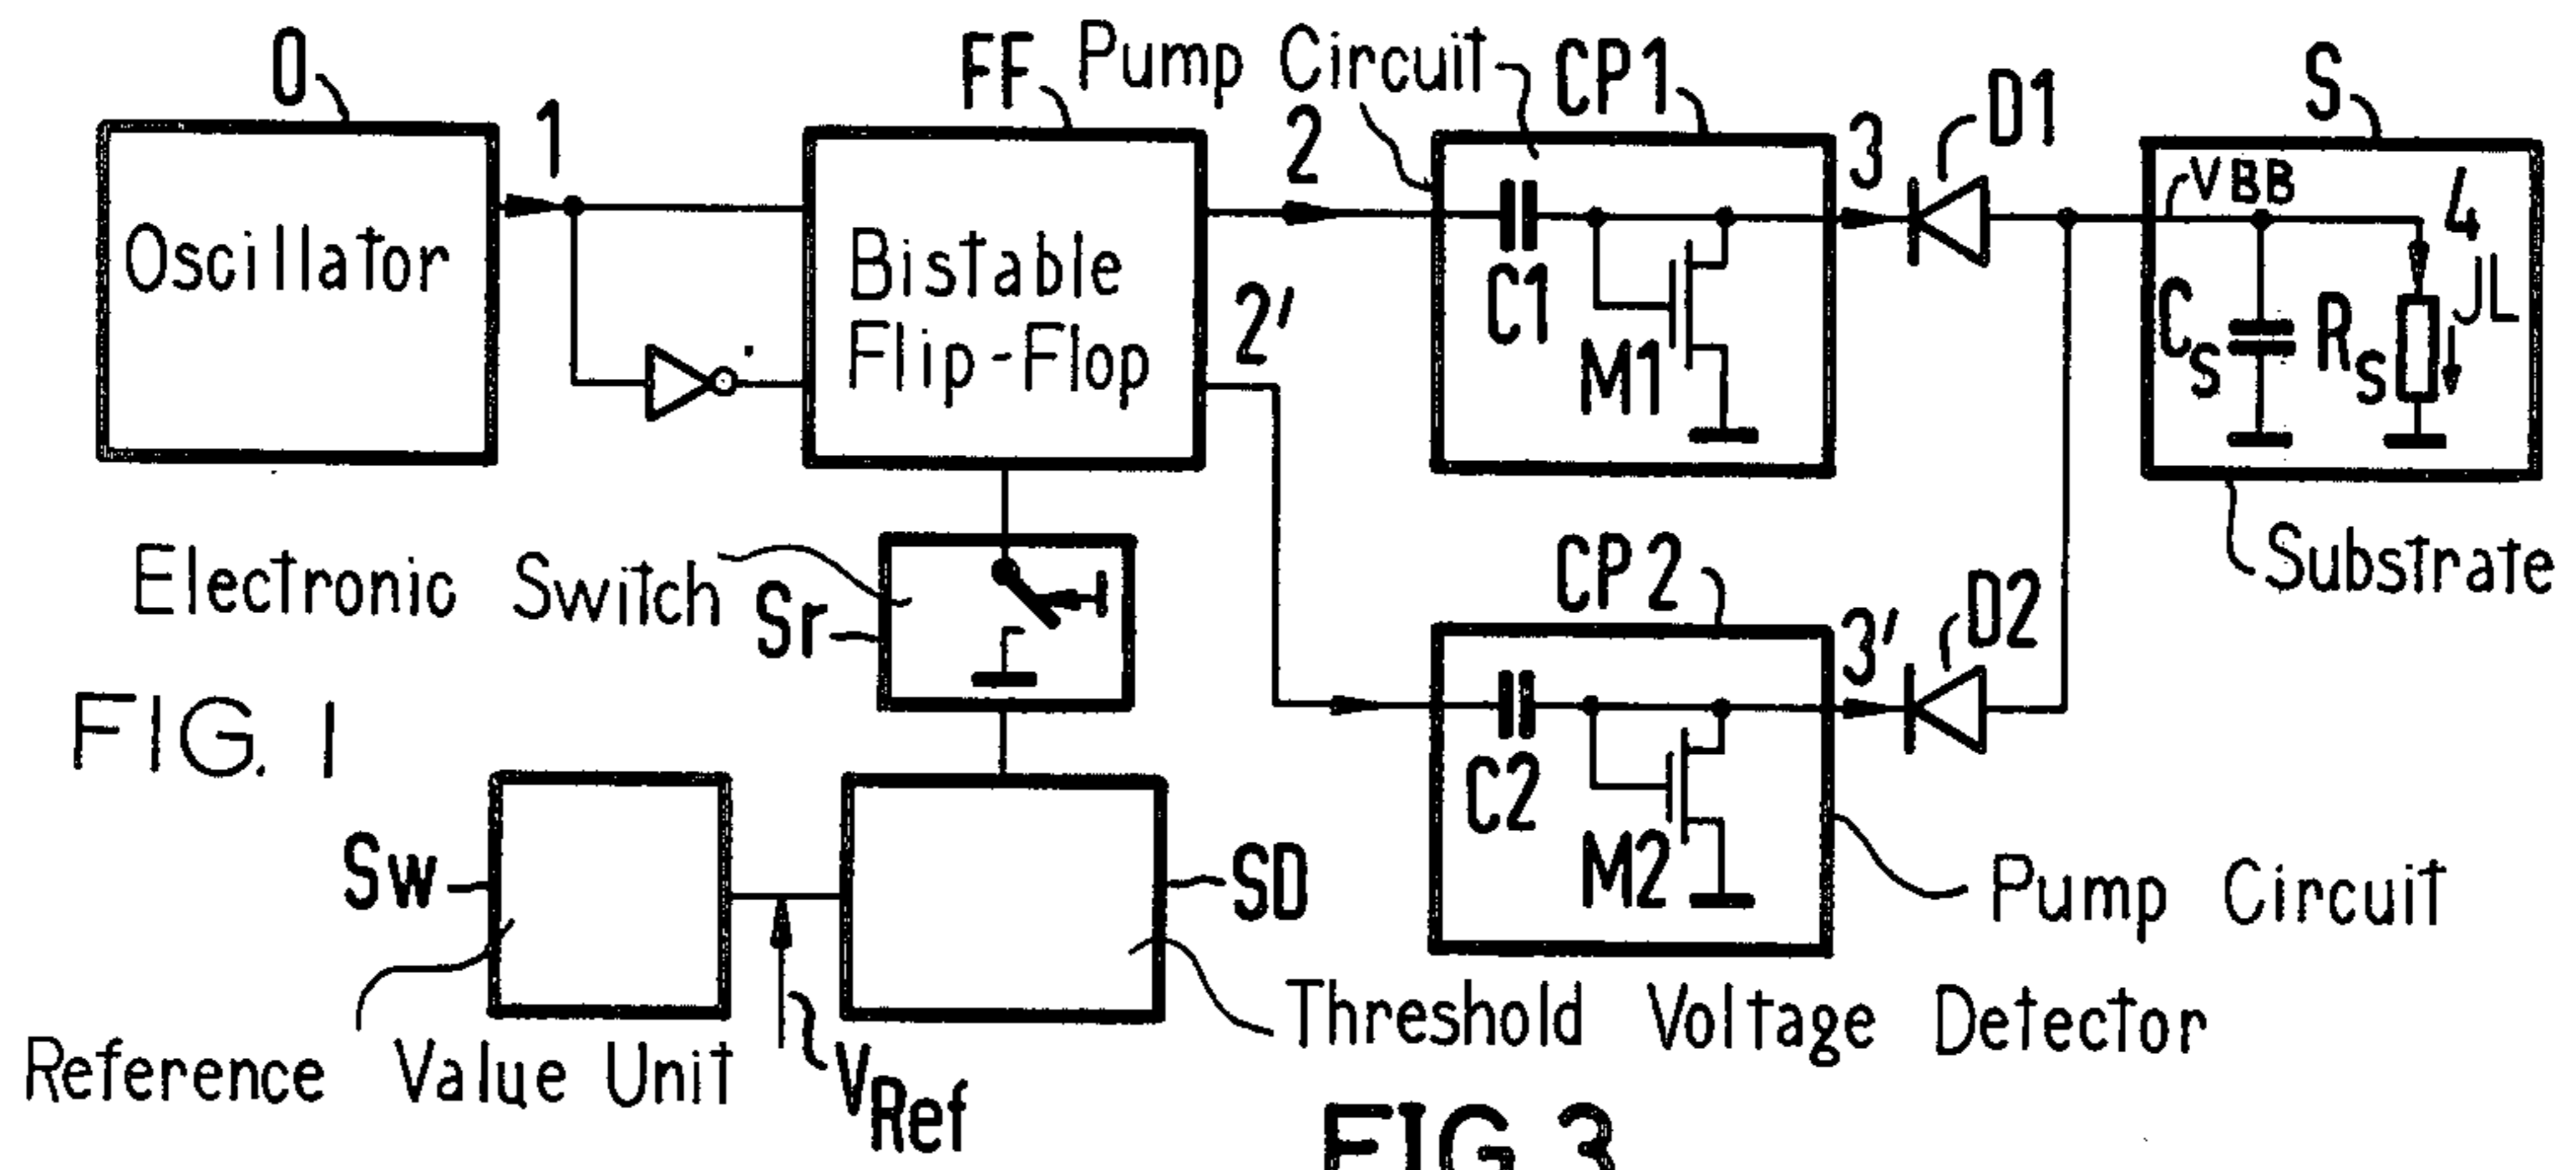 O
1
FF
Pump Circuit
2
CP1
3
D1
S
Oscillator
Bistable
Flip-Flop
2'
C1
M1
VBB
4
JL
Cs
Rs
Substrate
Electronic Switch
Sr
CP2
3'
D2
C2
M2
Pump Circuit
FIG. 1
Sw
SD
Reference Value Unit
VRef
Threshold Voltage Detector
FIG. 3